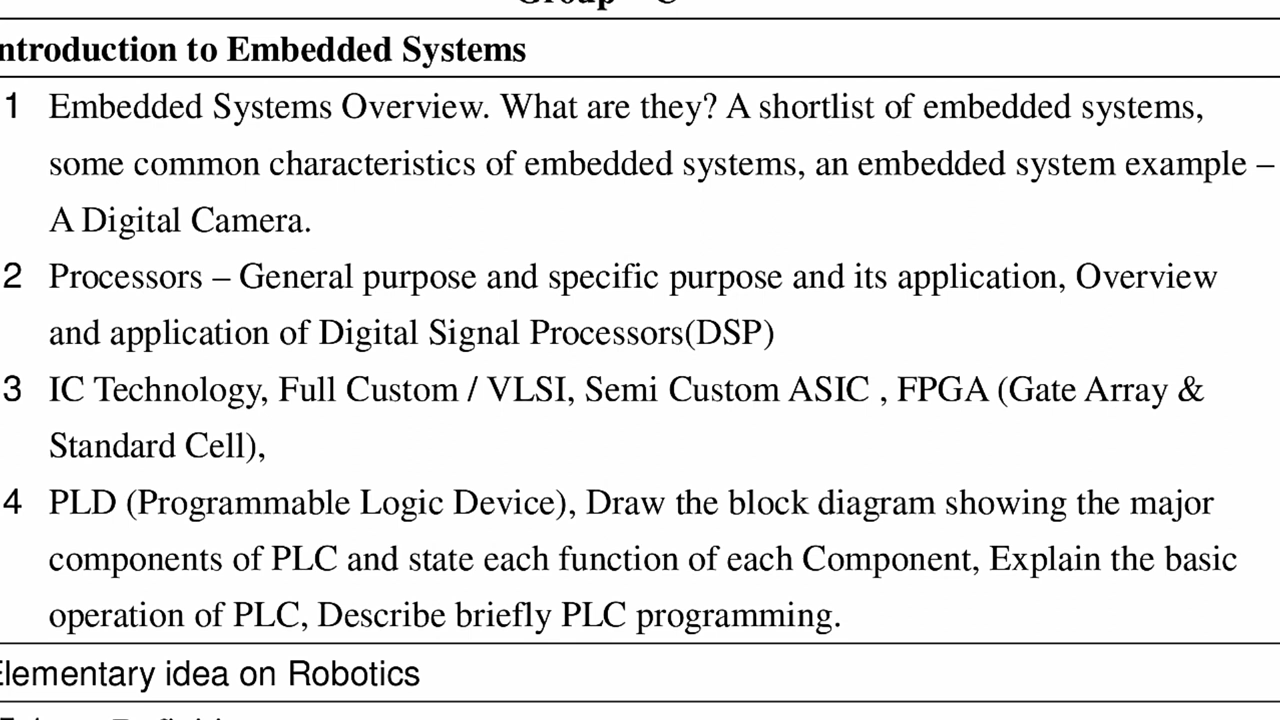 Introduction to Embedded Systems
1 Embedded Systems Overview. What are they? A shortlist of embedded systems,
some common characteristics of embedded systems, an embedded system example –
A Digital Camera.
2 Processors – General purpose and specific purpose and its application, Overview
and application of Digital Signal Processors(DSP)
3 IC Technology, Full Custom / VLSI, Semi Custom ASIC , FPGA (Gate Array &
Standard Cell),
4 PLD (Programmable Logic Device), Draw the block diagram showing the major
components of PLC and state each function of each Component, Explain the basic
operation of PLC, Describe briefly PLC programming.
Elementary idea on Robotics